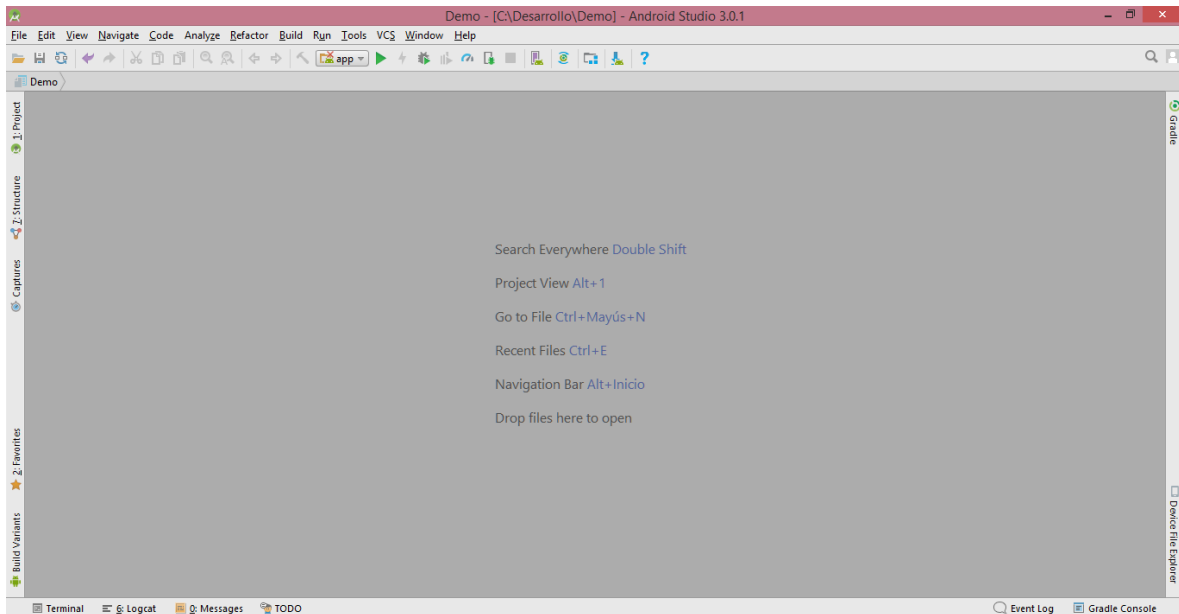 Demo - [C:\Desarrollo\Demo] - Android Studio 3.0.1
File Edit View Navigate Code Analyze Refactor Build Run Tools VCS Window Help
app
Demo
1: Project
7: Structure
Captures
2: Favorites
Build Variants
Search Everywhere Double Shift
Project View Alt+1
Go to File Ctrl+Mayús+N
Recent Files Ctrl+E
Navigation Bar Alt+Inicio
Drop files here to open
Gradle
Device File Explorer
Terminal 6: Logcat 0: Messages TODO Event Log Gradle Console